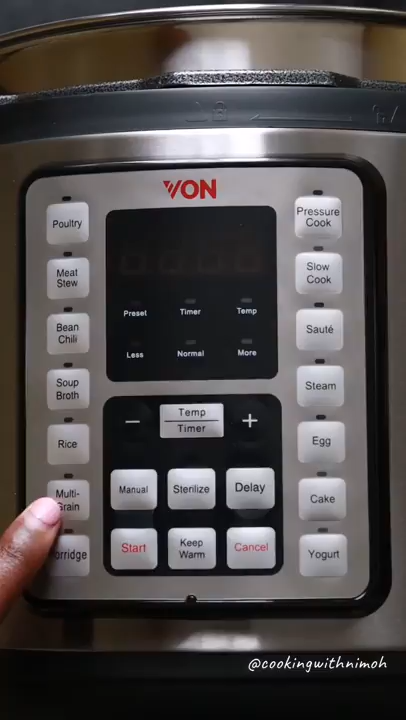 VON
Poultry
Meat
Stew
Bean
Chili
Soup
Broth
Rice
Multi-
Grain
orridge
Preset
Timer
Temp
Less
Normal
More
Temp
Timer
Manual
Sterilize
Delay
Start
Keep
Warm
Cancel
Pressure
Cook
Slow
Cook
Sauté
Steam
Egg
Cake
Yogurt
@cookingwithnimoh